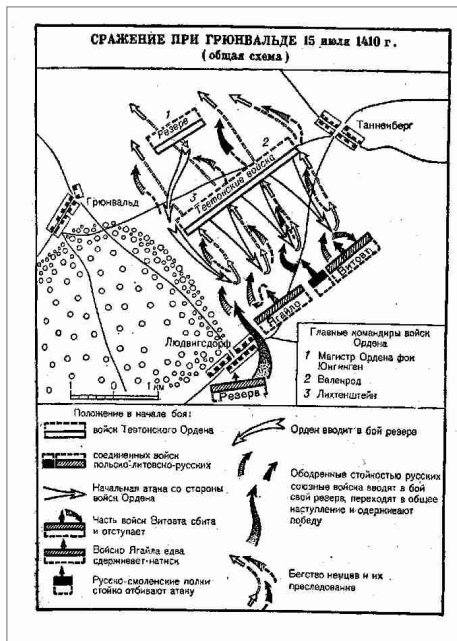 СРАЖЕНИЕ ПРИ ГРЮНВАЛЬДЕ 15 июля 1410 г.
(общая схема)
1
Резерв
2
Танненберг
3
Тевтонские войска
Грюнвальд
Витовт
Ягайло
Людвигсдорф
Резерв
1 0 1 км
Главные командиры войск
Ордена
1 Магистр Ордена фон
Юнгинген
2 Валенрод
3 Лихтенштейн
Положение в начале боя:
войск Тевтонского Ордена
соединенных войск
польско-литовско-русских
Начальная атака со стороны
войск Ордена
Часть войск Витовта сбита
и отступает
Войско Ягайла едва
сдерживает натиск
Русско-смоленские полки
стойко отбивают атаку
Орден вводит в бой резерв
Ободренные стойкостью русских
союзные войска вводят в бой
свой резерв, переходят в общее
наступление и одерживают
победу
Бегство немцев и их
преследование